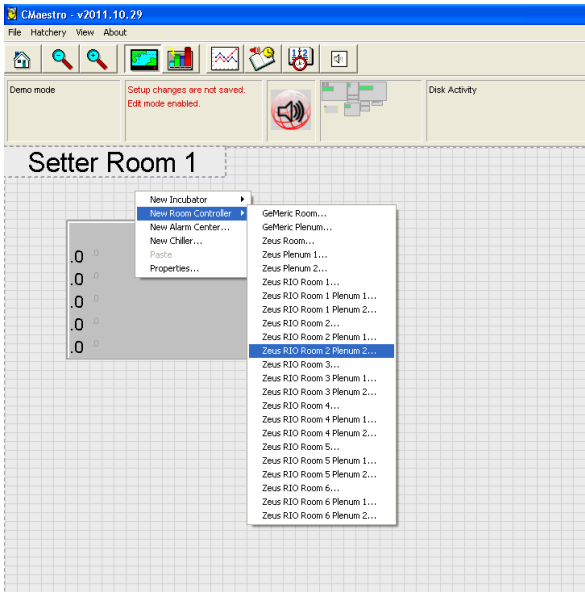 CMaestro - v2011.10.29
File Hatchery View About
Demo mode
Setup changes are not saved.
Edit mode enabled.
Disk Activity
Setter Room 1
New Incubator
New Room Controller
New Alarm Center...
New Chiller...
Paste
Properties...
GeMeric Room...
GeMeric Plenum...
Zeus Room...
Zeus Plenum 1...
Zeus Plenum 2...
Zeus RIO Room 1...
Zeus RIO Room 1 Plenum 1...
Zeus RIO Room 1 Plenum 2...
Zeus RIO Room 2...
Zeus RIO Room 2 Plenum 1...
Zeus RIO Room 2 Plenum 2...
Zeus RIO Room 3...
Zeus RIO Room 3 Plenum 1...
Zeus RIO Room 3 Plenum 2...
Zeus RIO Room 4...
Zeus RIO Room 4 Plenum 1...
Zeus RIO Room 4 Plenum 2...
Zeus RIO Room 5...
Zeus RIO Room 5 Plenum 1...
Zeus RIO Room 5 Plenum 2...
Zeus RIO Room 6...
Zeus RIO Room 6 Plenum 1...
Zeus RIO Room 6 Plenum 2...
.0 .0
.0 .0
.0 .0
.0 .0
.0 .0